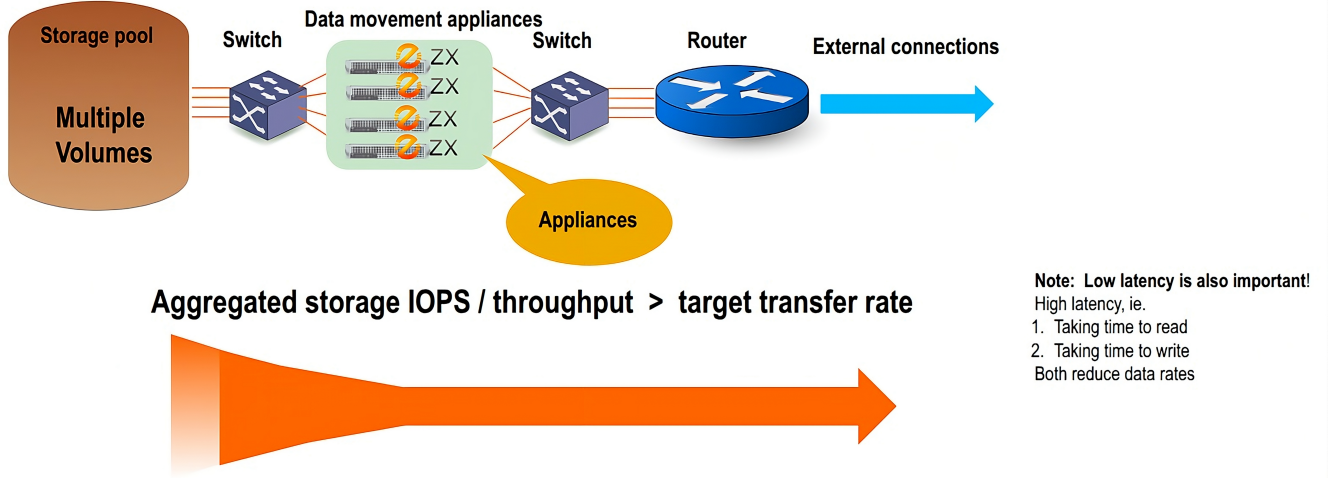 Data movement appliances
Storage pool
Switch
Switch
Router
External connections
ZX
ZX
ZX
ZX
Multiple
Volumes
Appliances
Aggregated storage IOPS / throughput > target transfer rate
Note: Low latency is also important!
High latency, ie.
1. Taking time to read
2. Taking time to write
Both reduce data rates